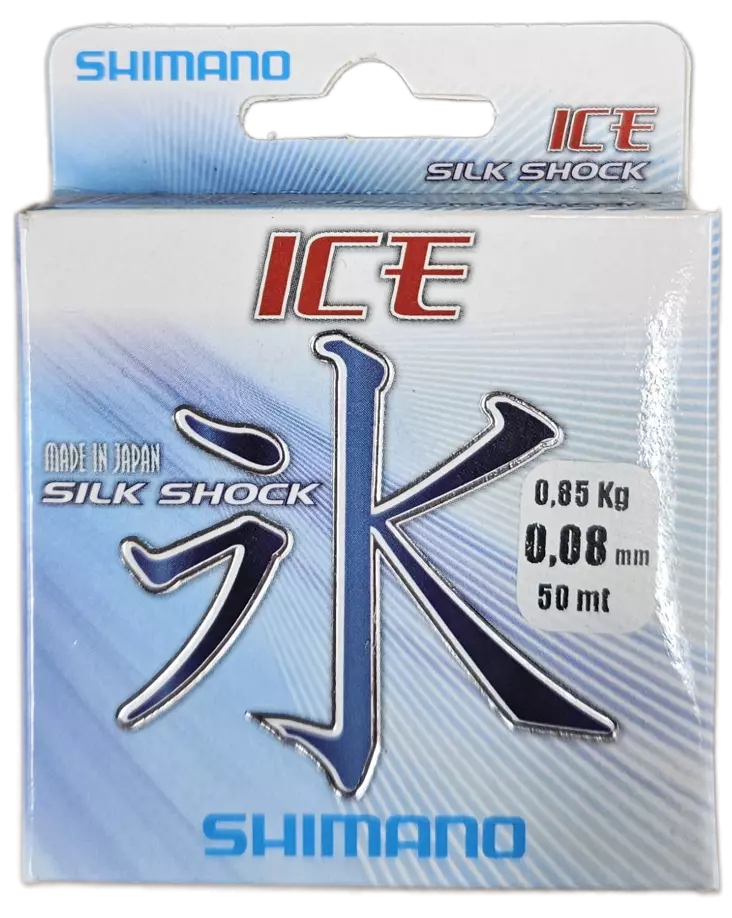 SHIMANO
ICE
SILK SHOCK
ICE
氷
MADE IN JAPAN
SILK SHOCK
0,85 Kg
0,08 mm
50 mt
SHIMANO